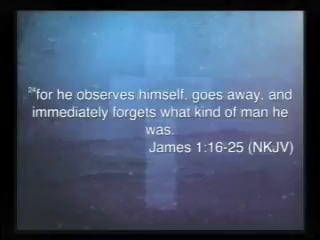 24for he observes himself, goes away, and
immediately forgets what kind of man he
was.
James 1:16-25 (NKJV)